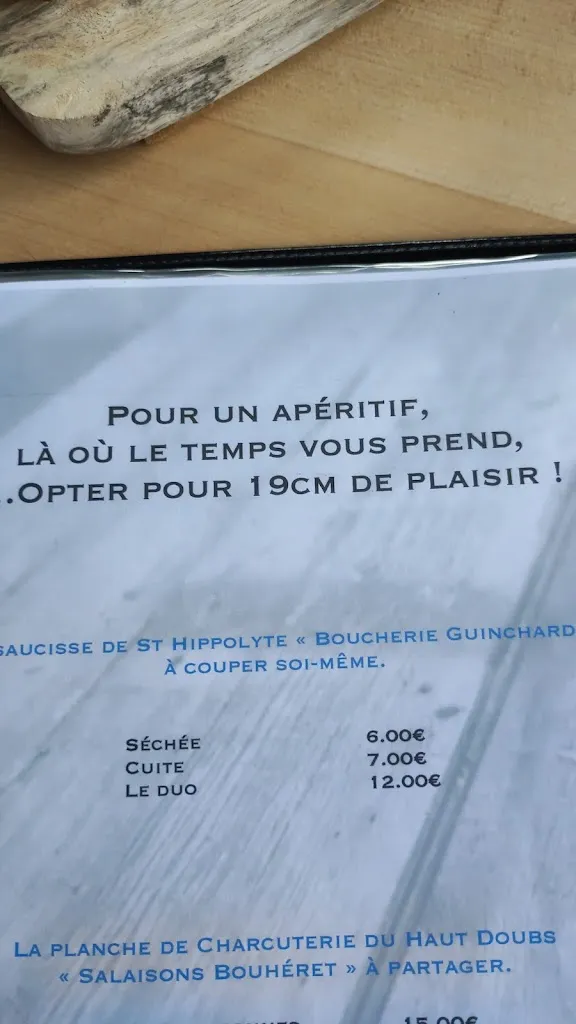 Pour un apéritif,
là où le temps vous prend,
..Opter pour 19cm de plaisir !
saucisse de St Hippolyte « Boucherie Guinchard
à couper soi-même.
Séchée 6.00€
Cuite 7.00€
Le duo 12.00€
La planche de Charcuterie du Haut Doubs
« Salaisons Bouhéret » à partager.
15.00€